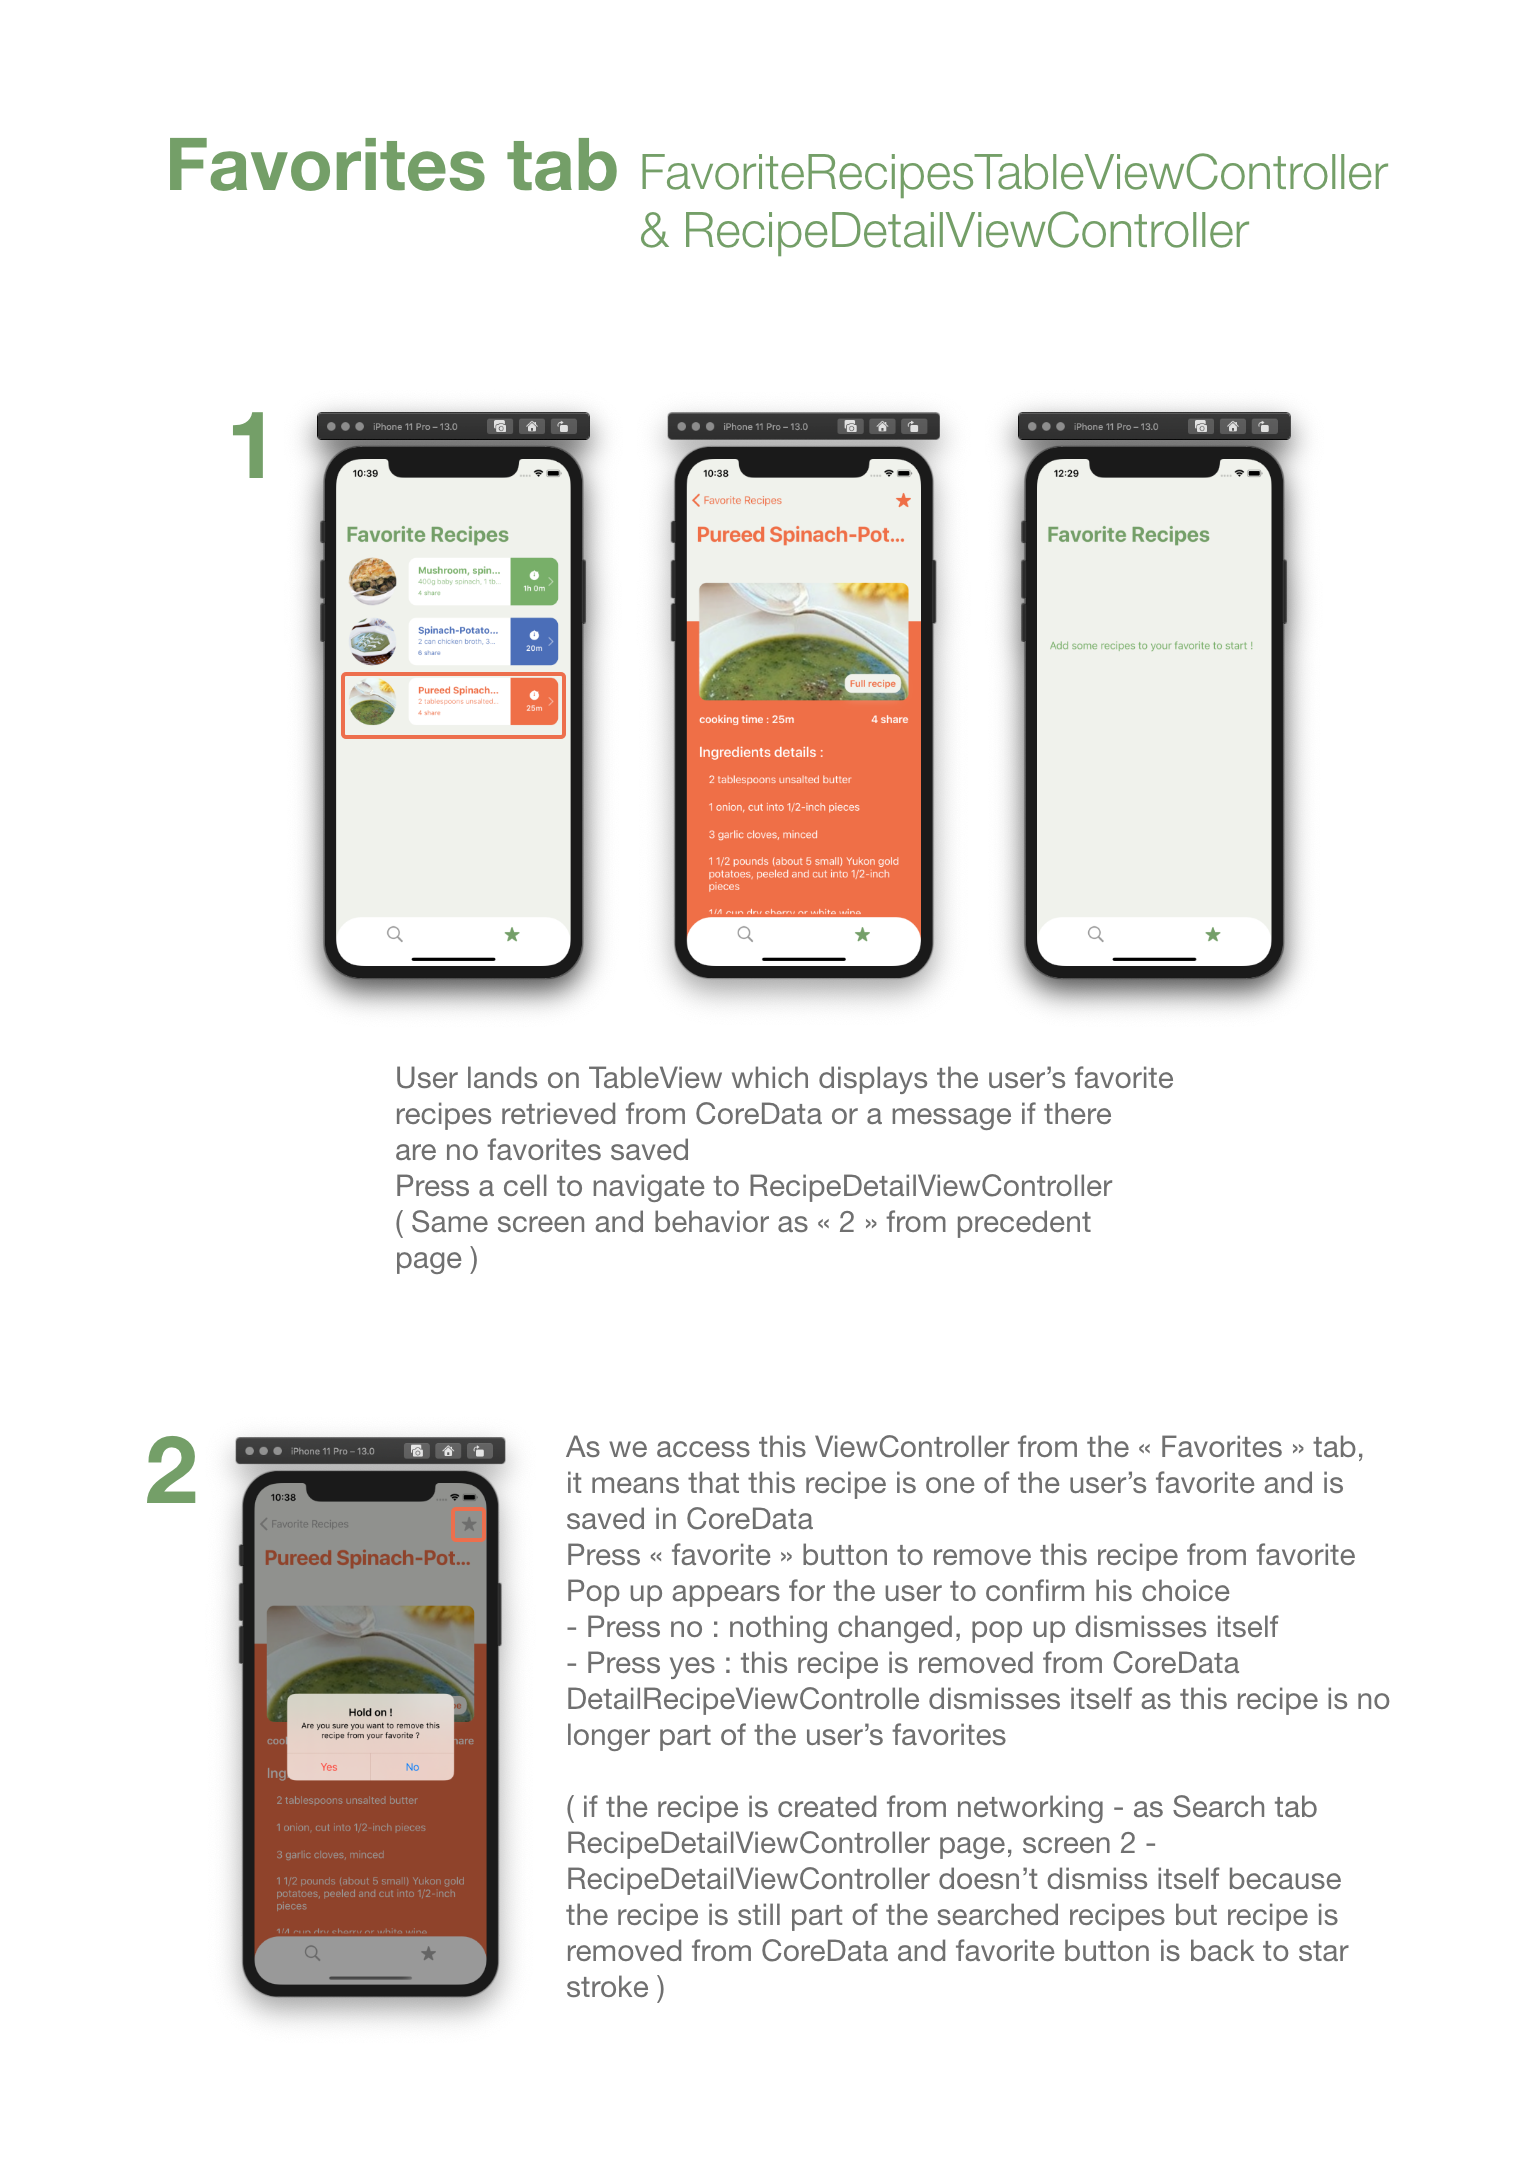 Favorites tab FavoriteRecipesTableViewController
& RecipeDetailViewController
1
iPhone 11 Pro – 13.0
10:39
Favorite Recipes
Mushroom, spin...
400g baby spinach, 1 tb...
4 share
1h 0m
Spinach-Potato...
2 can chicken broth, 3...
6 share
20m
Pureed Spinach...
2 tablespoons unsalted...
4 share
25m
iPhone 11 Pro – 13.0
10:38
Favorite Recipes
Pureed Spinach-Pot...
Full recipe
cooking time : 25m
4 share
Ingredients details :
2 tablespoons unsalted butter
1 onion, cut into 1/2-inch pieces
3 garlic cloves, minced
1 1/2 pounds (about 5 small) Yukon gold
potatoes, peeled and cut into 1/2-inch
pieces
1/4 cup dry sherry or white wine
iPhone 11 Pro – 13.0
12:29
Favorite Recipes
Add some recipes to your favorite to start !
User lands on TableView which displays the user’s favorite
recipes retrieved from CoreData or a message if there
are no favorites saved
Press a cell to navigate to RecipeDetailViewController
( Same screen and behavior as « 2 » from precedent
page )
2
iPhone 11 Pro – 13.0
10:38
Favorite Recipes
Pureed Spinach-Pot...
Hold on !
Are you sure you want to remove this
recipe from your favorite ?
Yes
No
2 tablespoons unsalted butter
1 onion, cut into 1/2-inch pieces
3 garlic cloves, minced
1 1/2 pounds (about 5 small) Yukon gold
potatoes, peeled and cut into 1/2-inch
pieces
1/4 cup dry sherry or white wine
As we access this ViewController from the « Favorites » tab,
it means that this recipe is one of the user’s favorite and is
saved in CoreData
Press « favorite » button to remove this recipe from favorite
Pop up appears for the user to confirm his choice
- Press no : nothing changed, pop up dismisses itself
- Press yes : this recipe is removed from CoreData
DetailRecipeViewControlle dismisses itself as this recipe is no
longer part of the user’s favorites
( if the recipe is created from networking - as Search tab
RecipeDetailViewController page, screen 2 -
RecipeDetailViewController doesn’t dismiss itself because
the recipe is still part of the searched recipes but recipe is
removed from CoreData and favorite button is back to star
stroke )